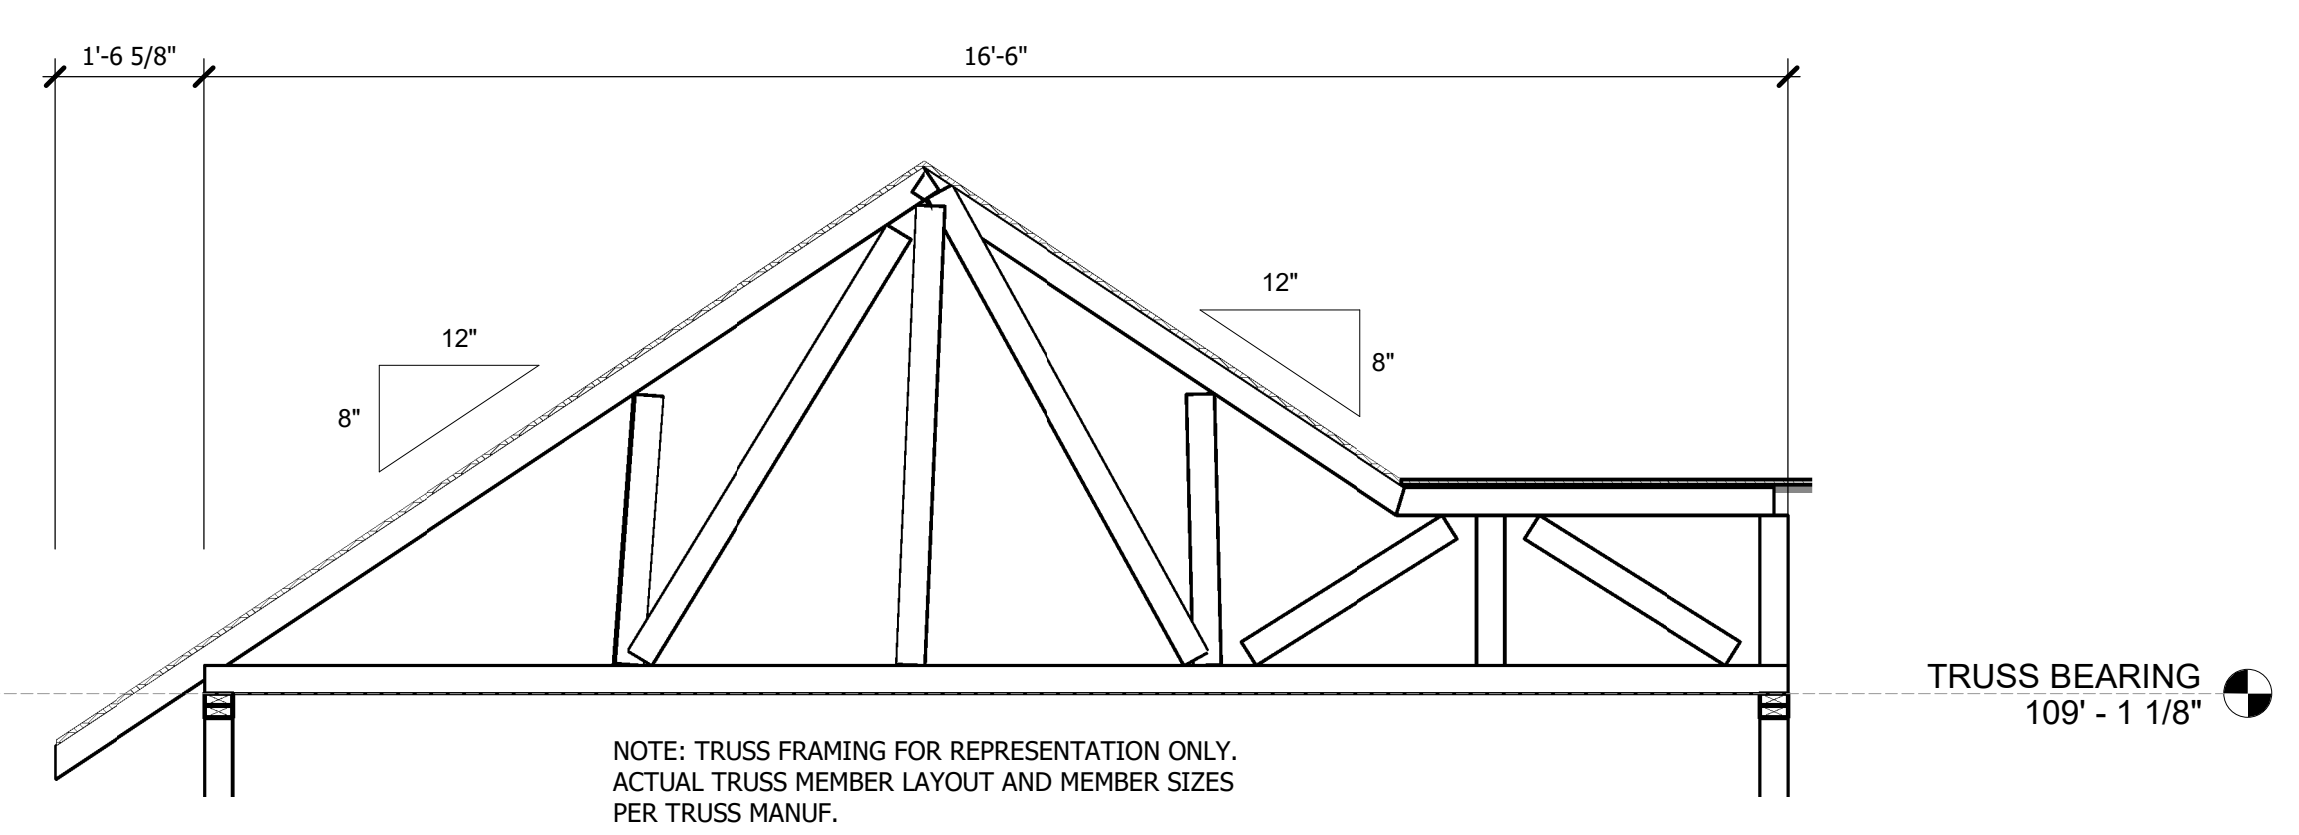 1'-6 5/8"
16'-6"
12"
8"
12"
8"
TRUSS BEARING
109' - 1 1/8"
NOTE: TRUSS FRAMING FOR REPRESENTATION ONLY.
ACTUAL TRUSS MEMBER LAYOUT AND MEMBER SIZES
PER TRUSS MANUF.